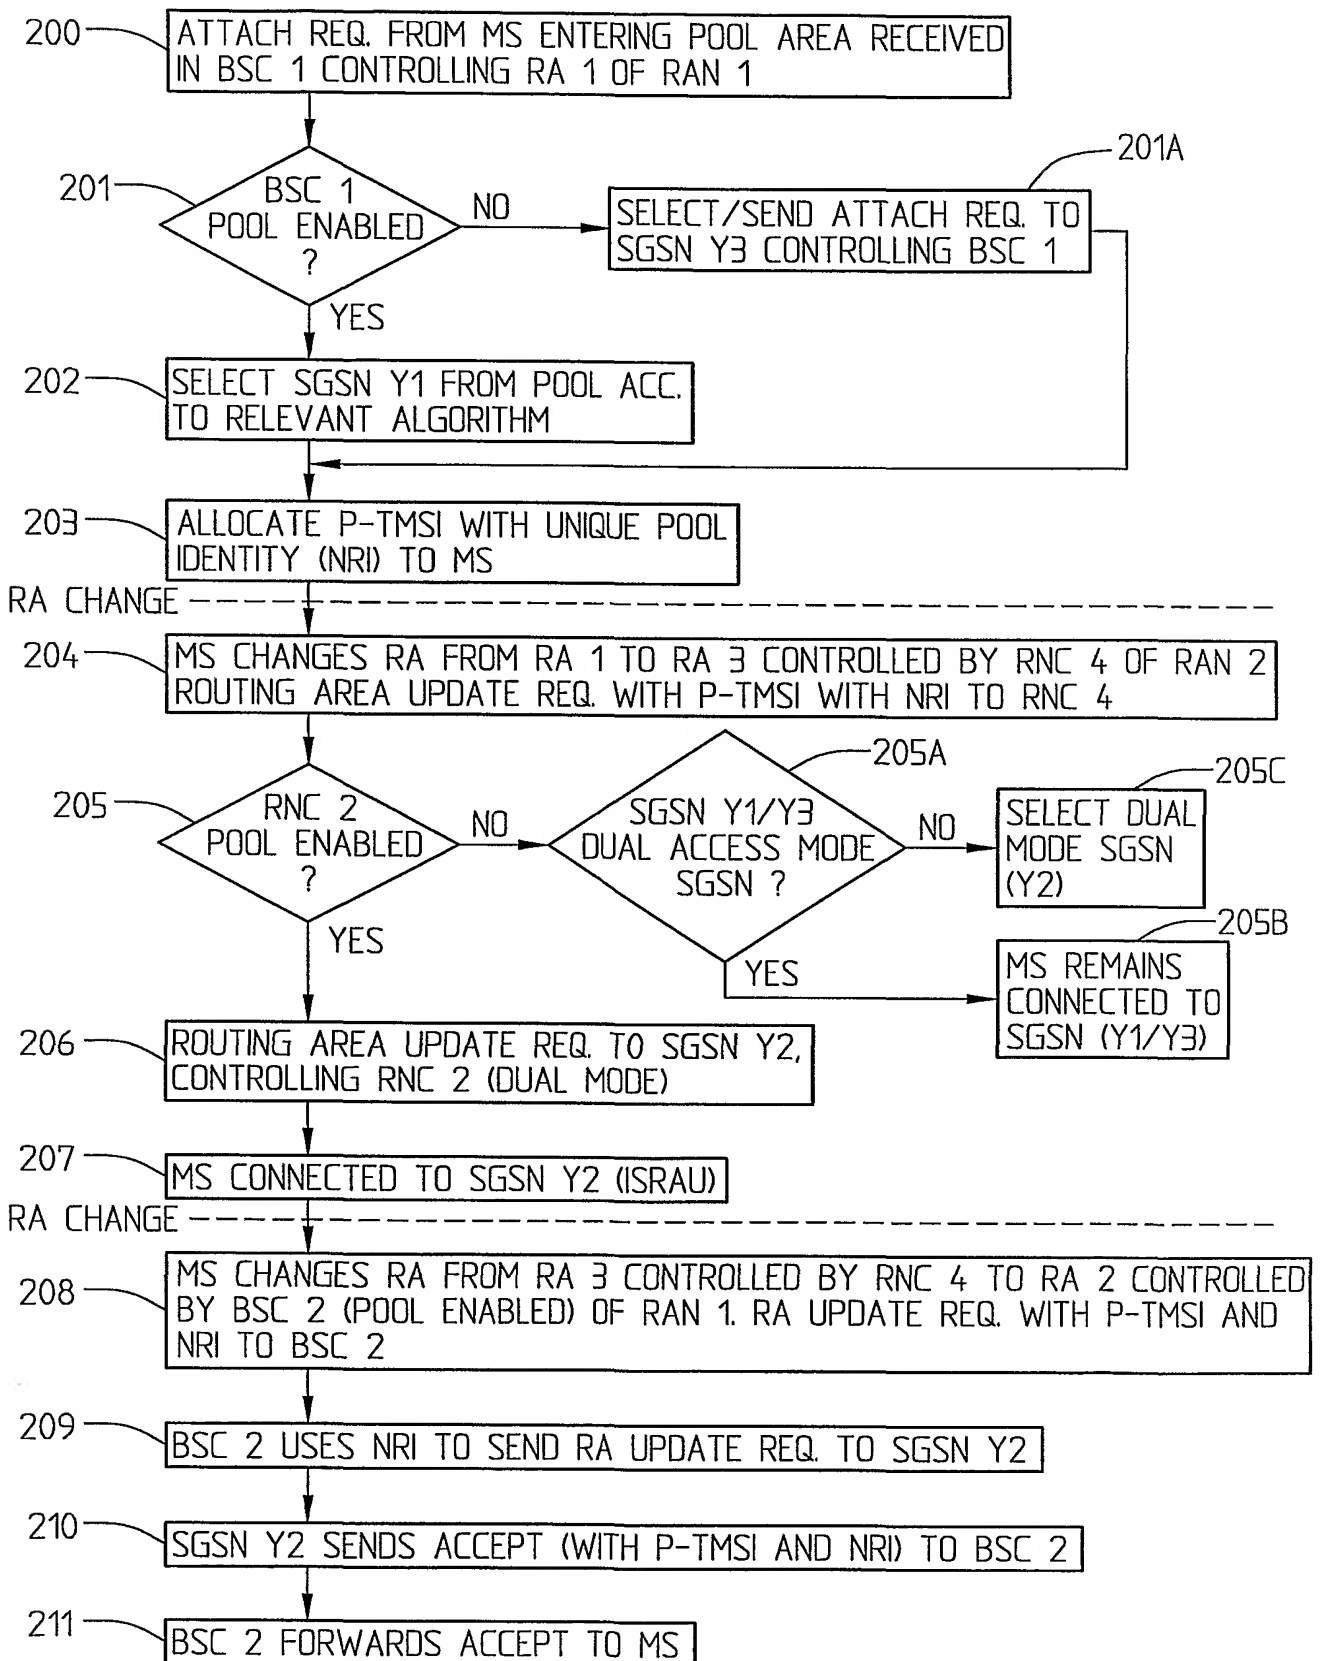 200
ATTACH REQ. FROM MS ENTERING POOL AREA RECEIVED
IN BSC 1 CONTROLLING RA 1 OF RAN 1
201
BSC 1
POOL ENABLED
?
NO
YES
201A
SELECT/SEND ATTACH REQ. TO
SGSN Y3 CONTROLLING BSC 1
202
SELECT SGSN Y1 FROM POOL ACC.
TO RELEVANT ALGORITHM
203
ALLOCATE P-TMSI WITH UNIQUE POOL
IDENTITY (NRI) TO MS
RA CHANGE
204
MS CHANGES RA FROM RA 1 TO RA 3 CONTROLLED BY RNC 4 OF RAN 2
ROUTING AREA UPDATE REQ. WITH P-TMSI WITH NRI TO RNC 4
205
RNC 2
POOL ENABLED
?
NO
YES
205A
SGSN Y1/Y3
DUAL ACCESS MODE
SGSN ?
NO
YES
205C
SELECT DUAL
MODE SGSN
(Y2)
205B
MS REMAINS
CONNECTED TO
SGSN (Y1/Y3)
206
ROUTING AREA UPDATE REQ. TO SGSN Y2,
CONTROLLING RNC 2 (DUAL MODE)
207
MS CONNECTED TO SGSN Y2 (ISRAU)
RA CHANGE
208
MS CHANGES RA FROM RA 3 CONTROLLED BY RNC 4 TO RA 2 CONTROLLED
BY BSC 2 (POOL ENABLED) OF RAN 1. RA UPDATE REQ. WITH P-TMSI AND
NRI TO BSC 2
209
BSC 2 USES NRI TO SEND RA UPDATE REQ. TO SGSN Y2
210
SGSN Y2 SENDS ACCEPT (WITH P-TMSI AND NRI) TO BSC 2
211
BSC 2 FORWARDS ACCEPT TO MS